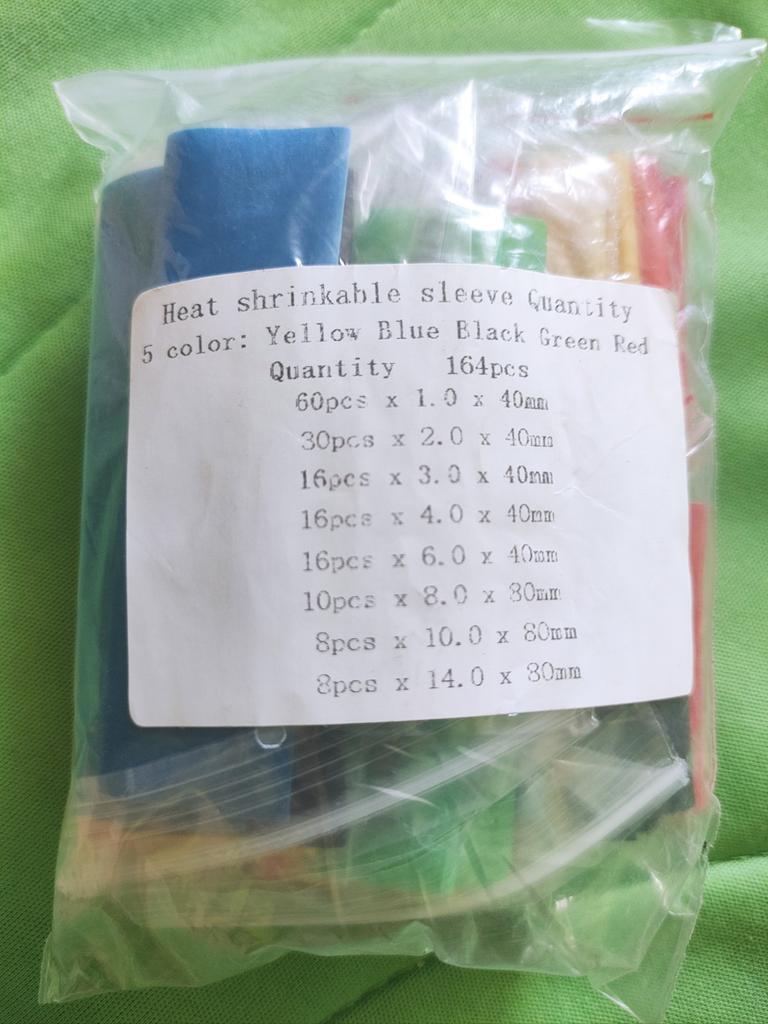 Heat shrinkable sleeve Quantity
5 color: Yellow Blue Black Green Red
Quantity 164pcs
60pcs x 1.0 x 40mm
30pcs x 2.0 x 40mm
16pcs x 3.0 x 40mm
16pcs x 4.0 x 40mm
16pcs x 6.0 x 40mm
10pcs x 8.0 x 80mm
8pcs x 10.0 x 80mm
8pcs x 14.0 x 80mm